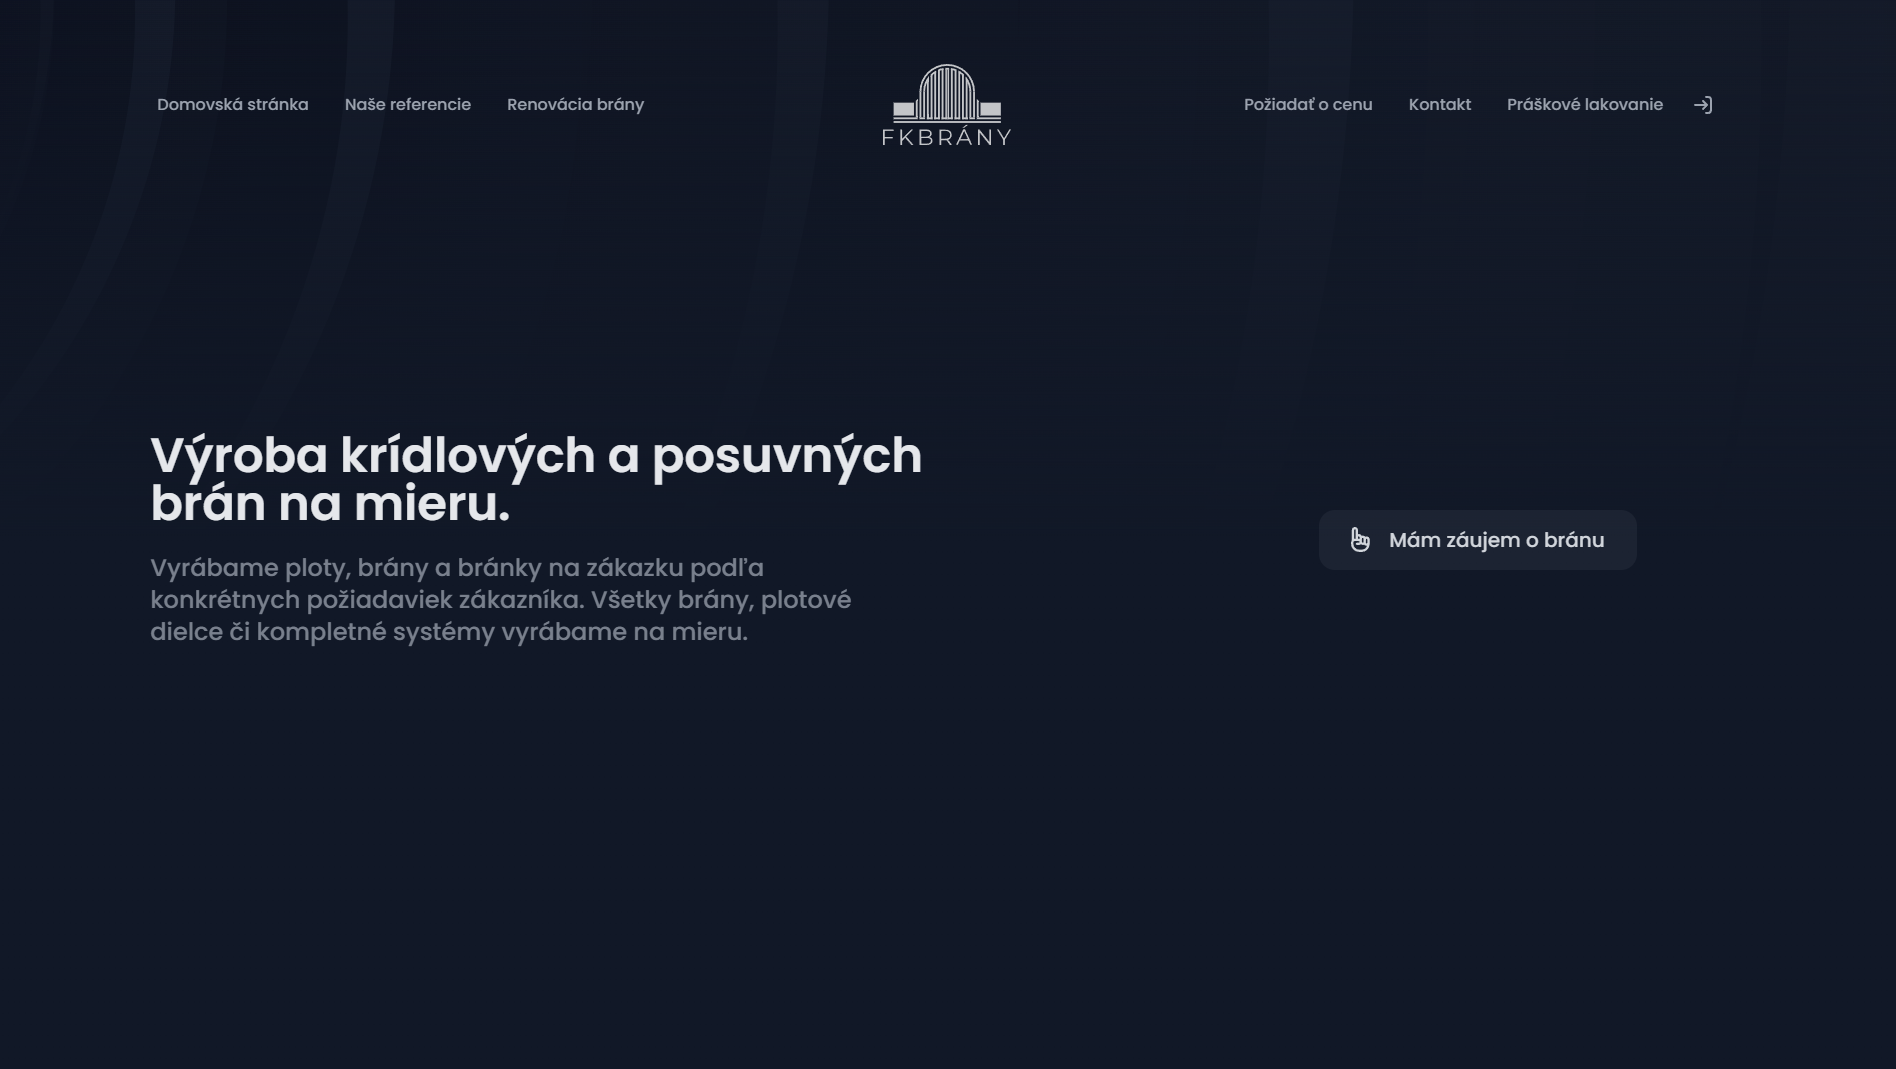 Domovská stránka
Naše referencie
Renovácia brány
FKBRÁNY
Požiadať o cenu
Kontakt
Práškové lakovanie
Výroba krídlových a posuvných
brán na mieru.
Vyrábame ploty, brány a bránky na zákazku podľa
konkrétnych požiadaviek zákazníka. Všetky brány, plotové
dielce či kompletné systémy vyrábame na mieru.
Mám záujem o bránu